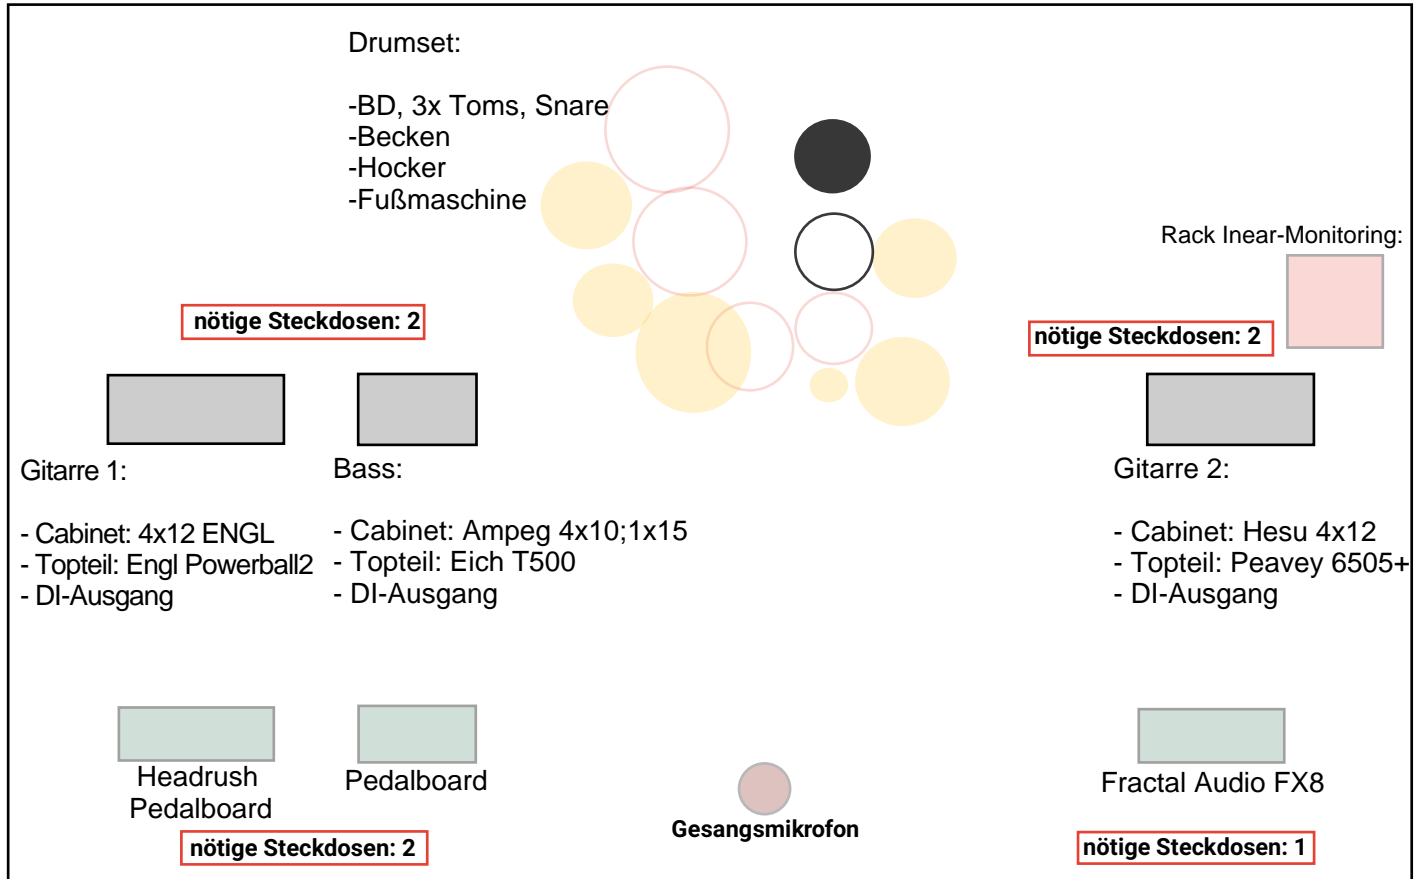 Drumset:
-BD, 3x Toms, Snare
-Becken
-Hocker
-Fußmaschine
Rack Inear-Monitoring:
nötige Steckdosen: 2
nötige Steckdosen: 2
Gitarre 1:
- Cabinet: 4x12 ENGL
- Topteil: Engl Powerball2
- DI-Ausgang
Bass:
- Cabinet: Ampeg 4x10;1x15
- Topteil: Eich T500
- DI-Ausgang
Gitarre 2:
- Cabinet: Hesu 4x12
- Topteil: Peavey 6505+
- DI-Ausgang
Headrush
Pedalboard
Pedalboard
Gesangsmikrofon
Fractal Audio FX8
nötige Steckdosen: 2
nötige Steckdosen: 1